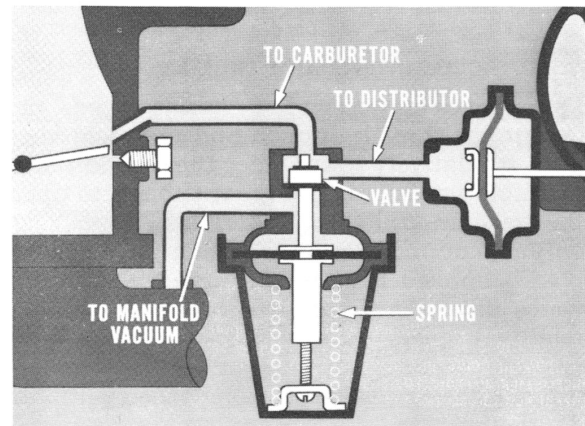 TO CARBURETOR
TO DISTRIBUTOR
VALVE
TO MANIFOLD
VACUUM
SPRING